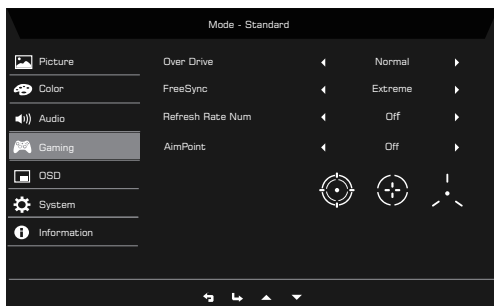 Mode - Standard
Picture
Over Drive Normal
Color
FreeSync Extreme
Audio
Refresh Rate Num Off
Gaming
AimPoint Off
OSD
System
Information